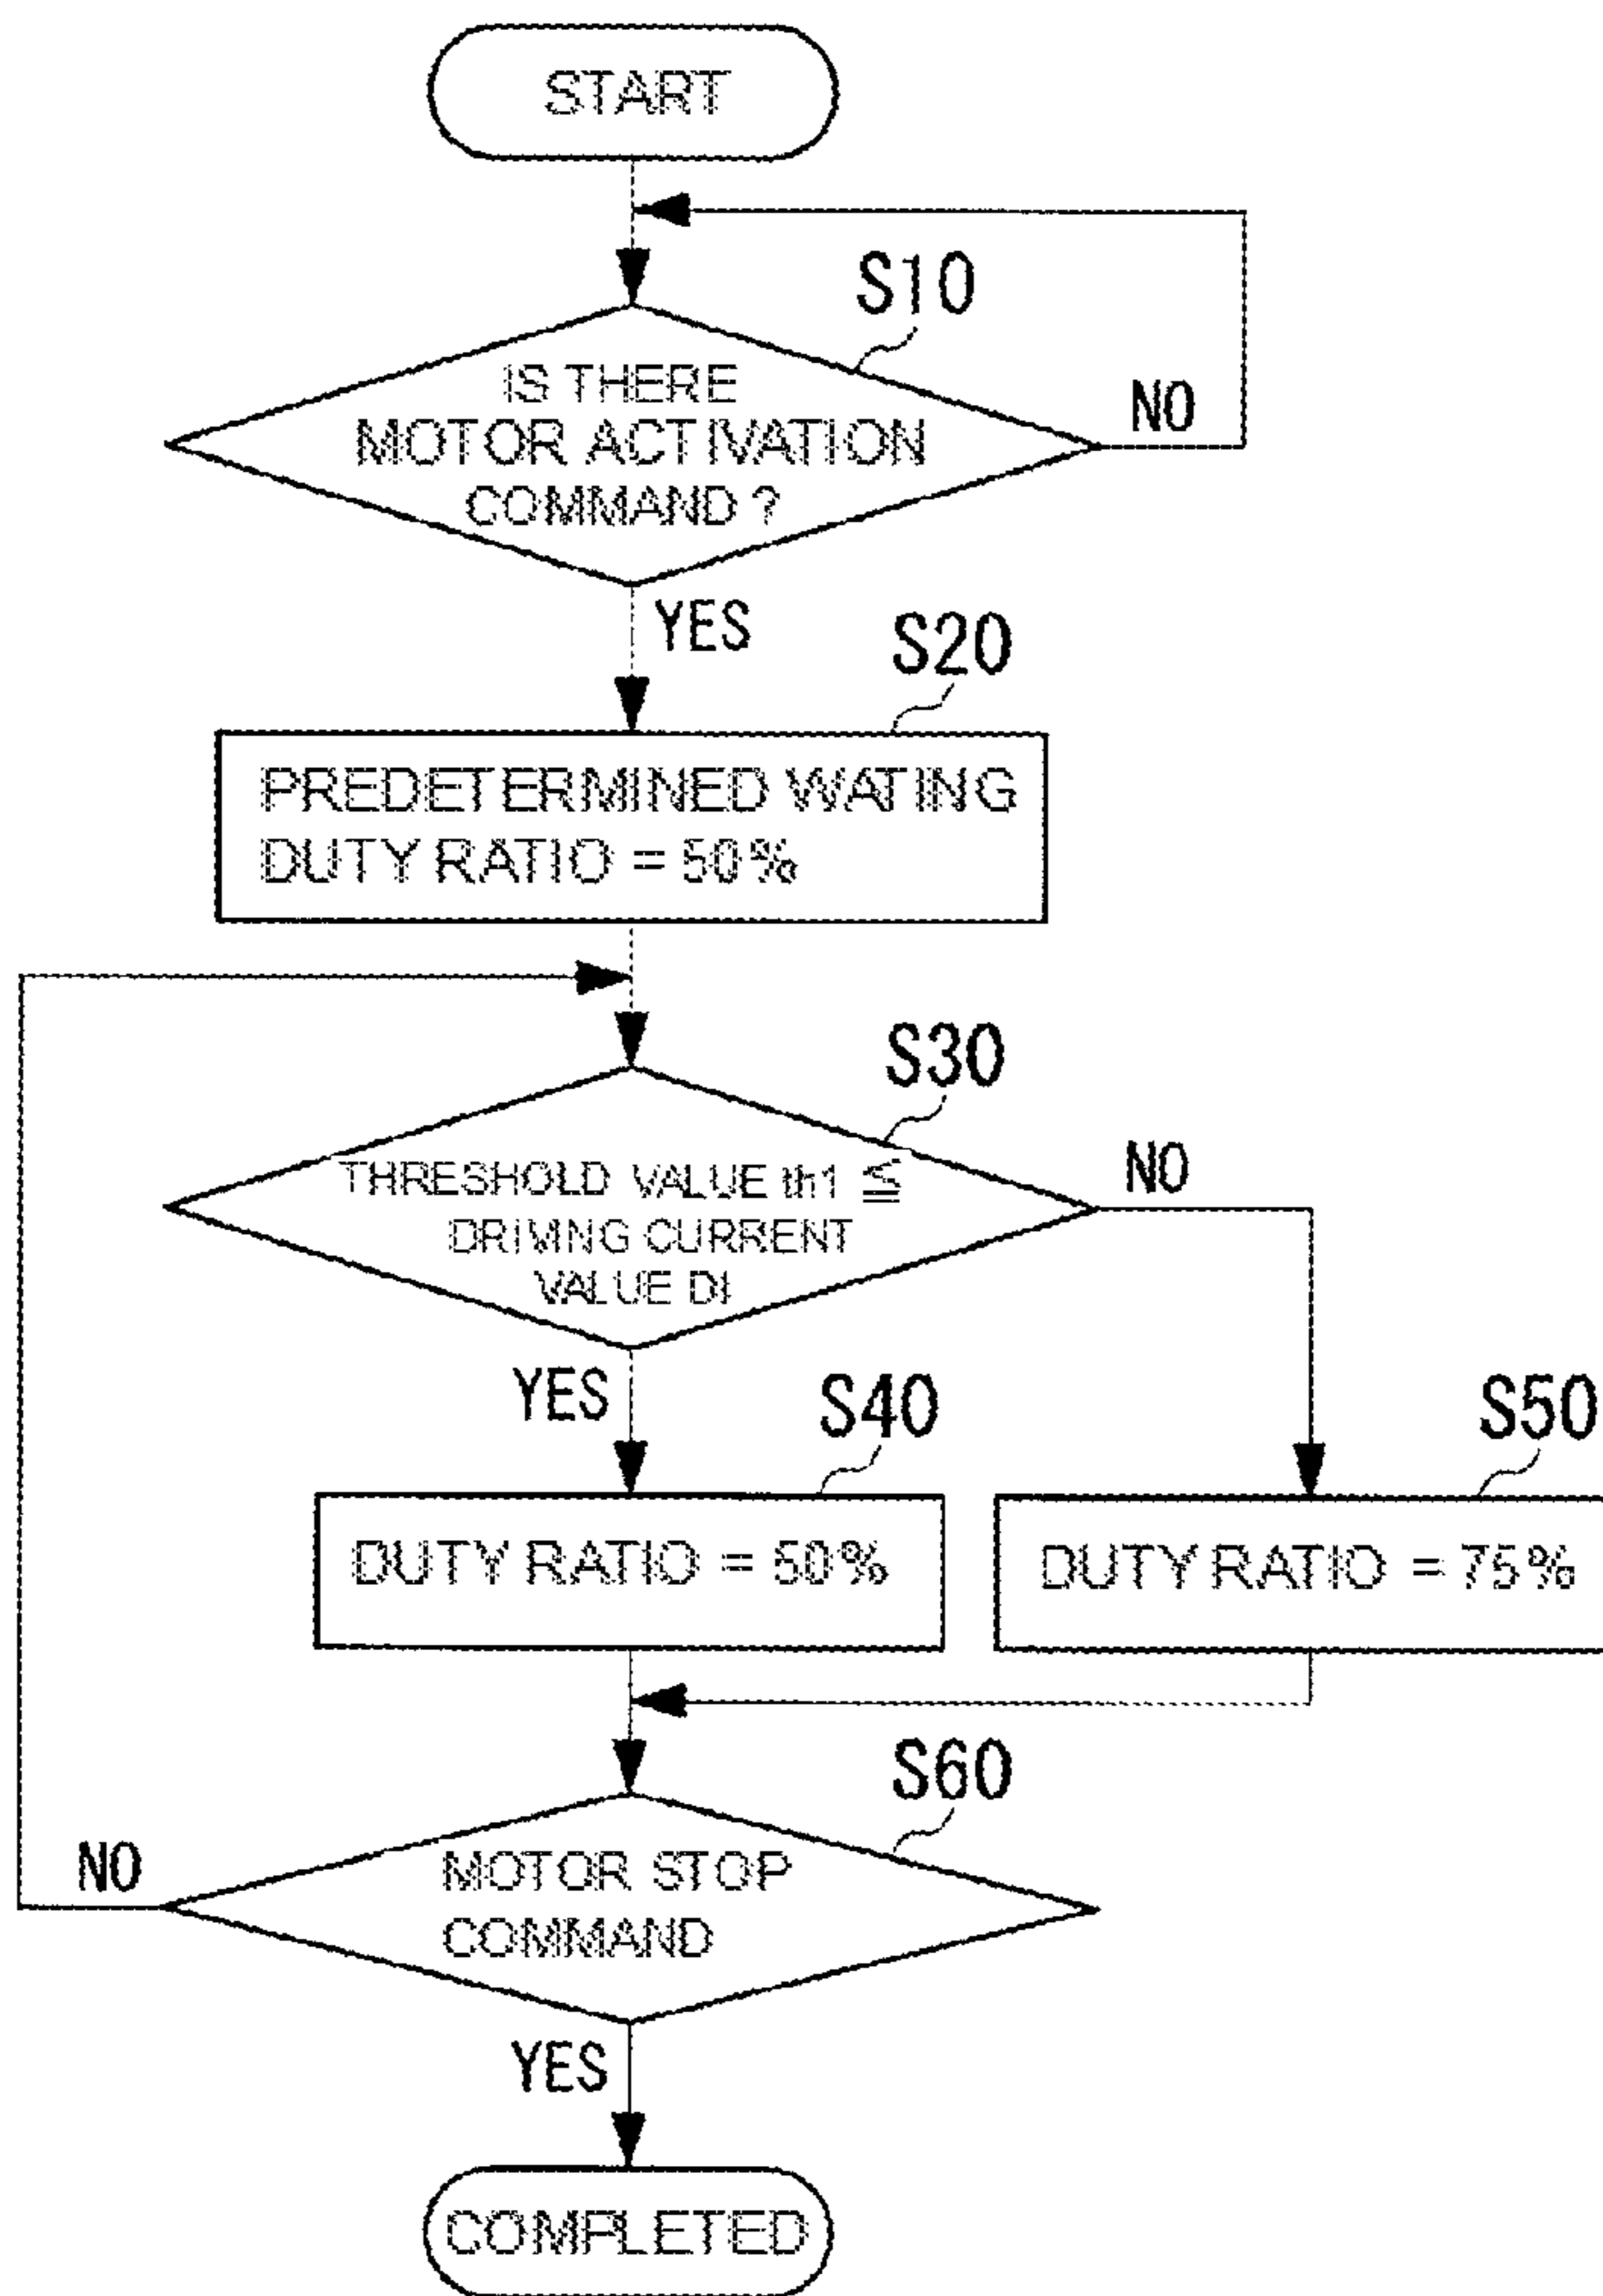 START
S10
IS THERE
MOTOR ACTIVATION
COMMAND ?
NO
YES
S20
PREDETERMINED WATING
DUTY RATIO = 50%
S30
THRESHOLD VALUE th1 ≦
DRIVING CURRENT
VALUE DI
NO
YES
S40
S50
DUTY RATIO = 50%
DUTY RATIO = 75%
S60
NO
MOTOR STOP
COMMAND
YES
COMPLETED